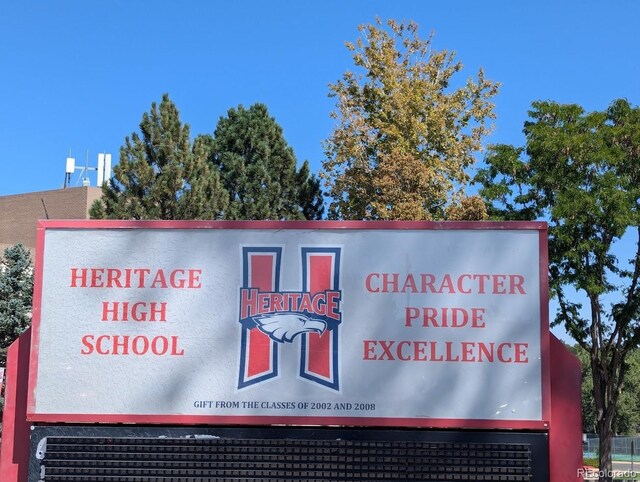 HERITAGE
HIGH
SCHOOL
HERITAGE
CHARACTER
PRIDE
EXCELLENCE
GIFT FROM THE CLASSES OF 2002 AND 2008
REcolorado